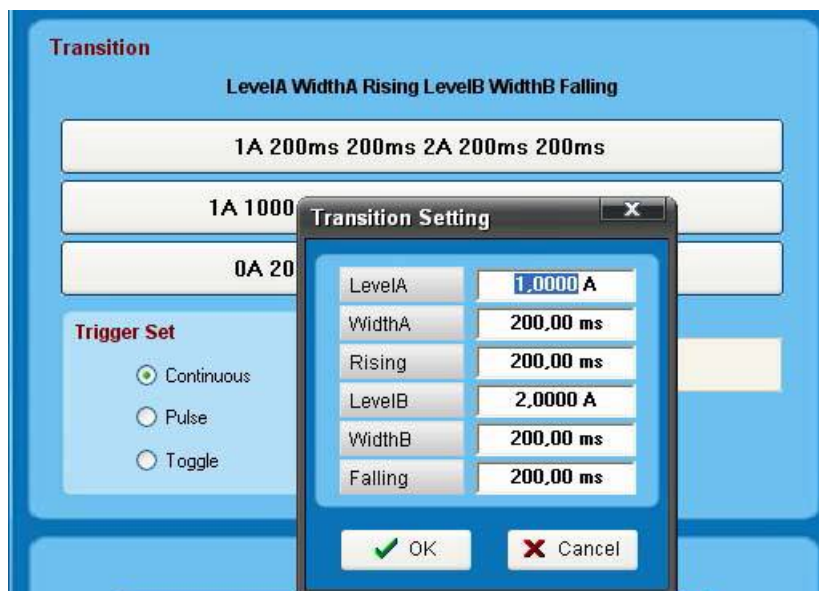 Transition
LevelA WidthA Rising LevelB WidthB Falling
1A 200ms 200ms 2A 200ms 200ms
1A 1000
0A 20
Trigger Set
Continuous
Pulse
Toggle
Transition Setting
LevelA 1,0000 A
WidthA 200,00 ms
Rising 200,00 ms
LevelB 2,0000 A
WidthB 200,00 ms
Falling 200,00 ms
OK Cancel